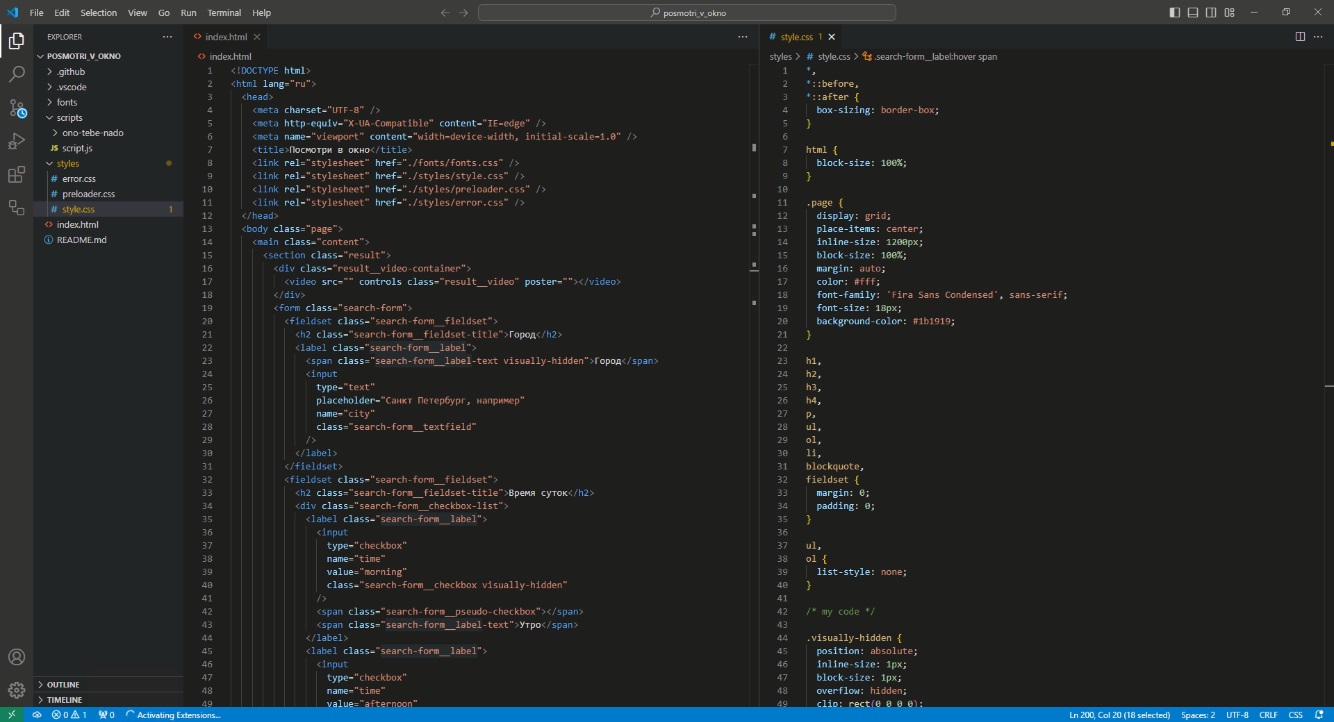 File Edit Selection View Go Run Terminal Help
posmotri_v_okno
EXPLORER
POSMOTRI_V_OKNO
.github
.vscode
fonts
scripts
ono-tebe-nado
JS script.js
styles
# error.css
# preloader.css
# style.css 1
<> index.html
README.md
OUTLINE
TIMELINE
<> index.html
<> index.html
1 <!DOCTYPE html>
2 <html lang="ru">
3 <head>
4 <meta charset="UTF-8" />
5 <meta http-equiv="X-UA-Compatible" content="IE=edge" />
6 <meta name="viewport" content="width=device-width, initial-scale=1.0" />
7 <title>Посмотри в окно</title>
8 <link rel="stylesheet" href="./fonts/fonts.css" />
9 <link rel="stylesheet" href="./styles/style.css" />
10 <link rel="stylesheet" href="./styles/preloader.css" />
11 <link rel="stylesheet" href="./styles/error.css" />
12 </head>
13 <body class="page">
14 <main class="content">
15 <section class="result">
16 <div class="result__video-container">
17 <video src="" controls class="result__video" poster=""></video>
18 </div>
19 <form class="search-form">
20 <fieldset class="search-form__fieldset">
21 <h2 class="search-form__fieldset-title">Город</h2>
22 <label class="search-form__label">
23 <span class="search-form__label-text visually-hidden">Город</span>
24 <input
25 type="text"
26 placeholder="Санкт Петербург, например"
27 name="city"
28 class="search-form__textfield"
29 />
30 </label>
31 </fieldset>
32 <fieldset class="search-form__fieldset">
33 <h2 class="search-form__fieldset-title">Время суток</h2>
34 <div class="search-form__checkbox-list">
35 <label class="search-form__label">
36 <input
37 type="checkbox"
38 name="time"
39 value="morning"
40 class="search-form__checkbox visually-hidden"
41 />
42 <span class="search-form__pseudo-checkbox"></span>
43 <span class="search-form__label-text">Утро</span>
44 </label>
45 <label class="search-form__label">
46 <input
47 type="checkbox"
48 name="time"
49 value="afternoon"
# style.css 1
styles > # style.css > .search-form__label:hover span
1 *,
2 *::before,
3 *::after {
4 box-sizing: border-box;
5 }
6
7 html {
8 block-size: 100%;
9 }
10
11 .page {
12 display: grid;
13 place-items: center;
14 inline-size: 1200px;
15 block-size: 100%;
16 margin: auto;
17 color: #fff;
18 font-family: 'Fira Sans Condensed', sans-serif;
19 font-size: 18px;
20 background-color: #1b1919;
21 }
22
23 h1,
24 h2,
25 h3,
26 h4,
27 p,
28 ul,
29 ol,
30 li,
31 blockquote,
32 fieldset {
33 margin: 0;
34 padding: 0;
35 }
36
37 ul,
38 ol {
39 list-style: none;
40 }
41
42 /* my code */
43
44 .visually-hidden {
45 position: absolute;
46 inline-size: 1px;
47 block-size: 1px;
48 overflow: hidden;
49 clip: rect(0 0 0 0);
0 1 0 Activating Extensions... Ln 200, Col 20 (18 selected) Spaces: 2 UTF-8 CRLF CSS